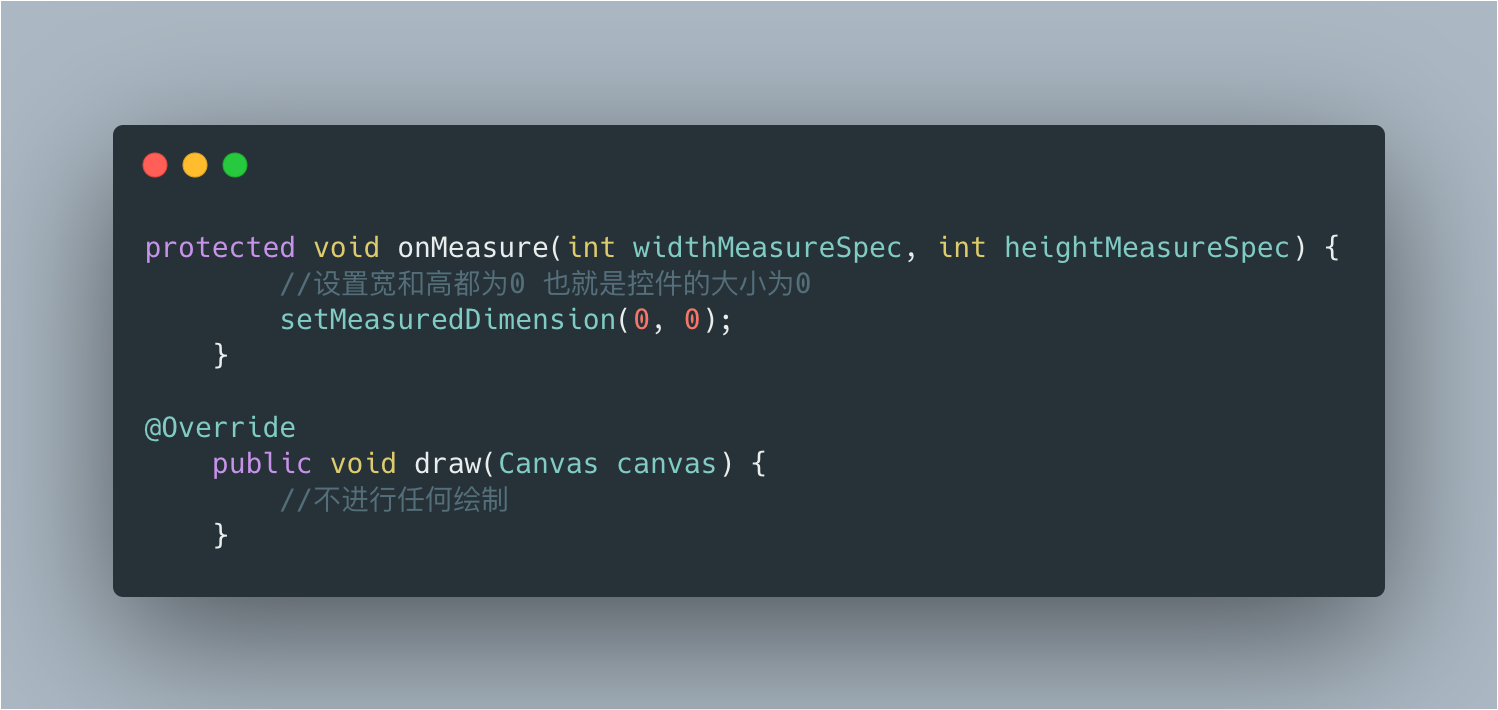 protected void onMeasure(int widthMeasureSpec, int heightMeasureSpec) {
        //设置宽和高都为0 也就是控件的大小为0
        setMeasuredDimension(0, 0);
    }

@Override
    public void draw(Canvas canvas) {
        //不进行任何绘制
    }